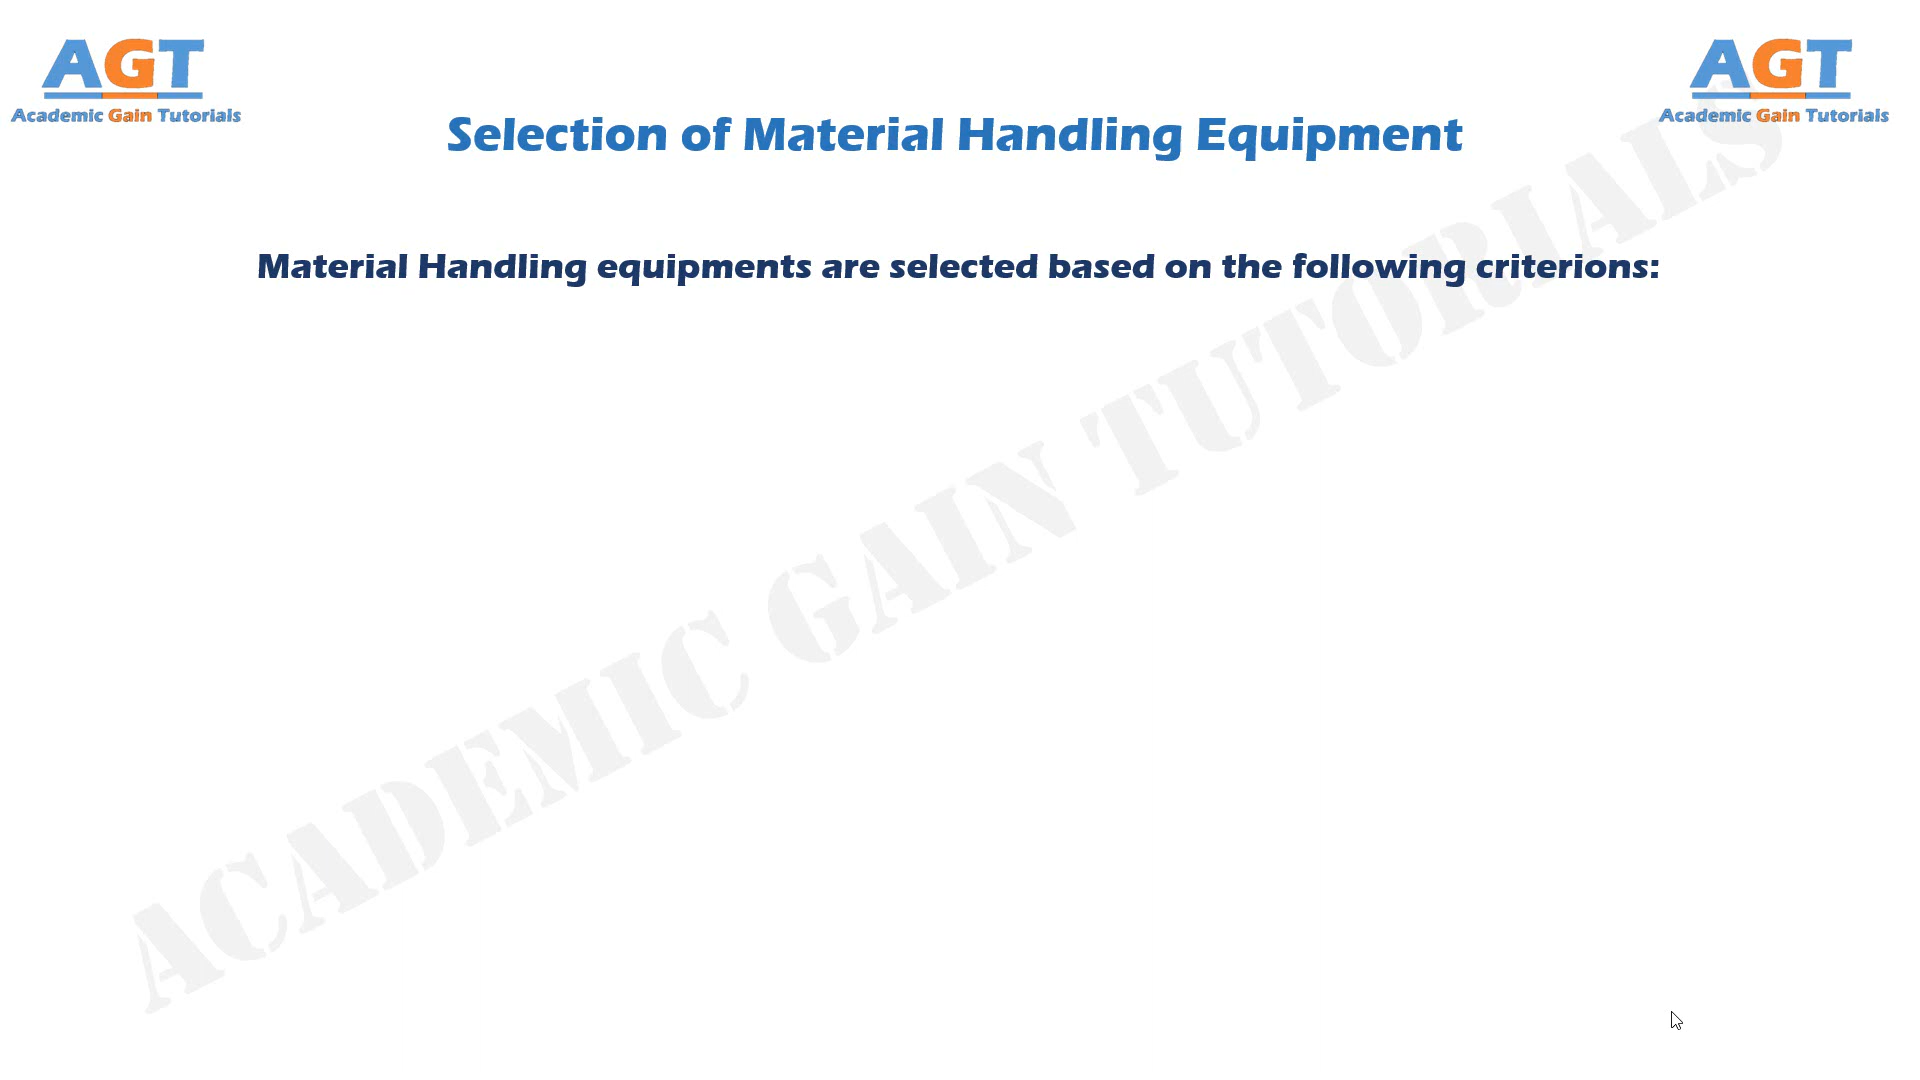 AGT
Academic Gain Tutorials
AGT
Academic Gain Tutorials
Selection of Material Handling Equipment
Material Handling equipments are selected based on the following criterions:
ACADEMIC GAIN TUTORIALS